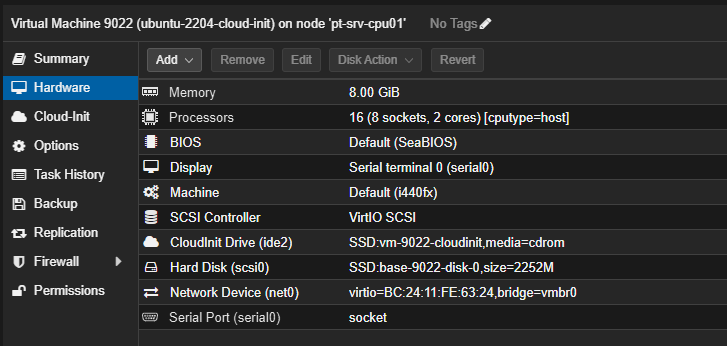 Virtual Machine 9022 (ubuntu-2204-cloud-init) on node 'pt-srv-cpu01' No Tags
Summary
Hardware
Cloud-Init
Options
Task History
Backup
Replication
Firewall
Permissions
Add Remove Edit Disk Action Revert
Memory 8.00 GiB
Processors 16 (8 sockets, 2 cores) [cputype=host]
BIOS Default (SeaBIOS)
Display Serial terminal 0 (serial0)
Machine Default (i440fx)
SCSI Controller VirtIO SCSI
CloudInit Drive (ide2) SSD:vm-9022-cloudinit,media=cdrom
Hard Disk (scsi0) SSD:base-9022-disk-0,size=2252M
Network Device (net0) virtio=BC:24:11:FE:63:24,bridge=vmbr0
Serial Port (serial0) socket